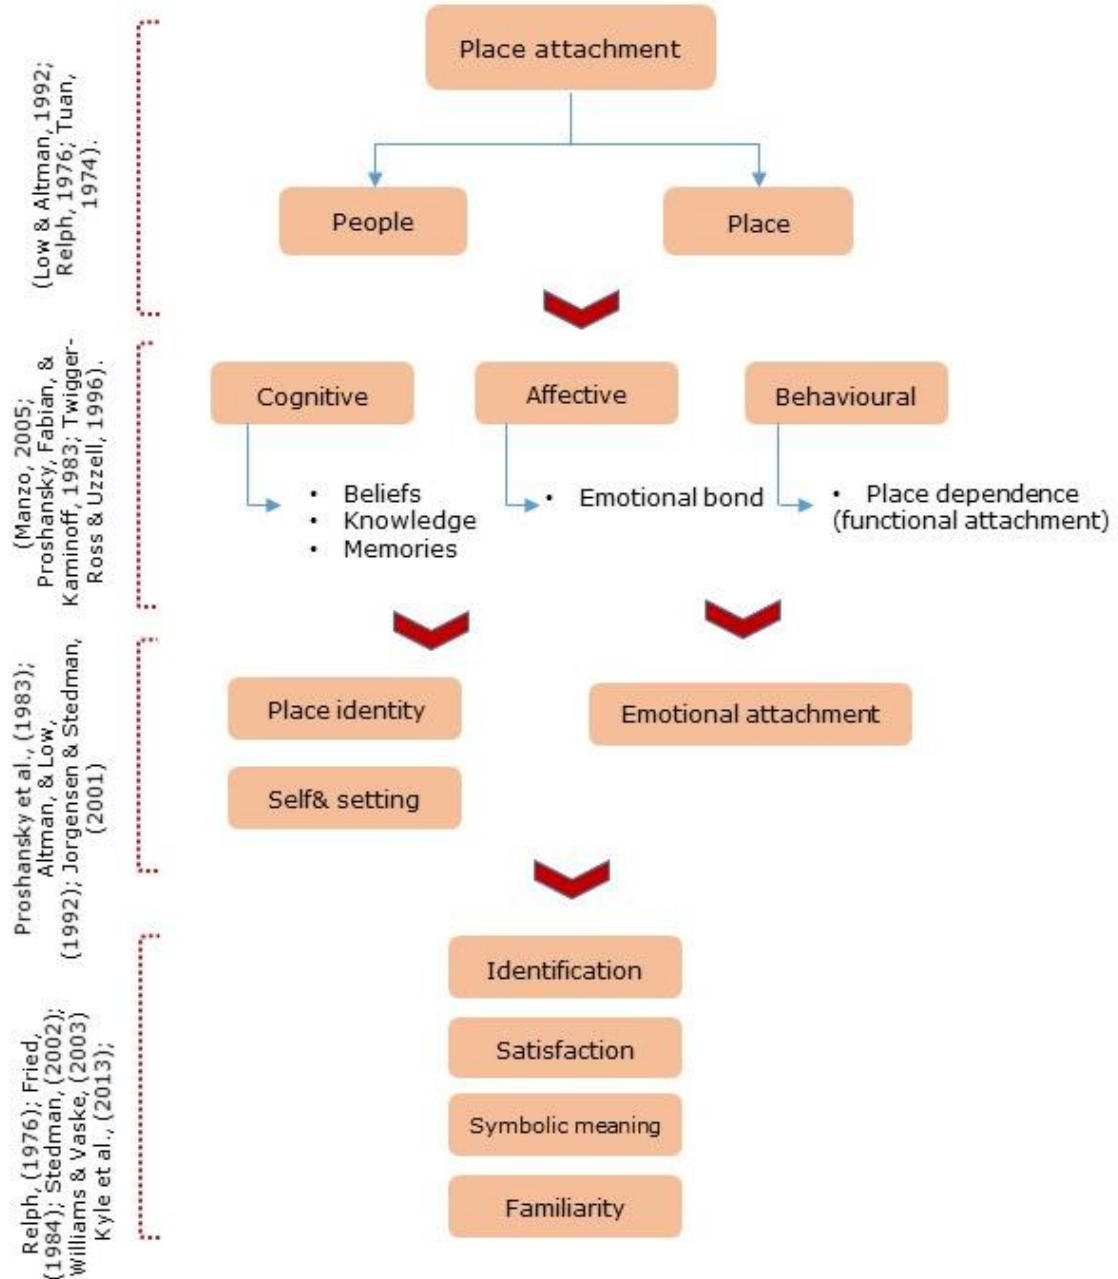 Place attachment
(Low & Altman, 1992;
Relph, 1976; Tuan,
1974).
People
Place
(Manzo, 2005;
Proshansky, Fabian, &
Kaminoff, 1983; Twigger-
Ross & Uzzell, 1996).
Cognitive
Affective
Behavioural
• Beliefs
• Knowledge
• Memories
• Emotional bond
• Place dependence
(functional attachment)
Proshansky et al., (1983);
Altman, & Low,
(1992); Jorgensen & Stedman,
(2001)
Place identity
Emotional attachment
Self& setting
Relph, (1976); Fried,
(1984); Stedman, (2002);
Williams & Vaske, (2003)
Kyle et al., (2013);
Identification
Satisfaction
Symbolic meaning
Familiarity